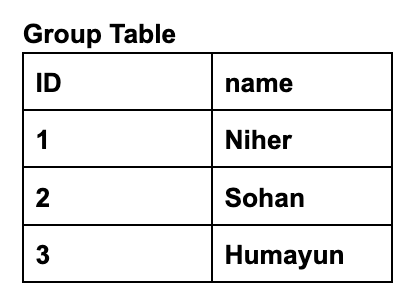 Group Table
ID name
1 Niher
2 Sohan
3 Humayun